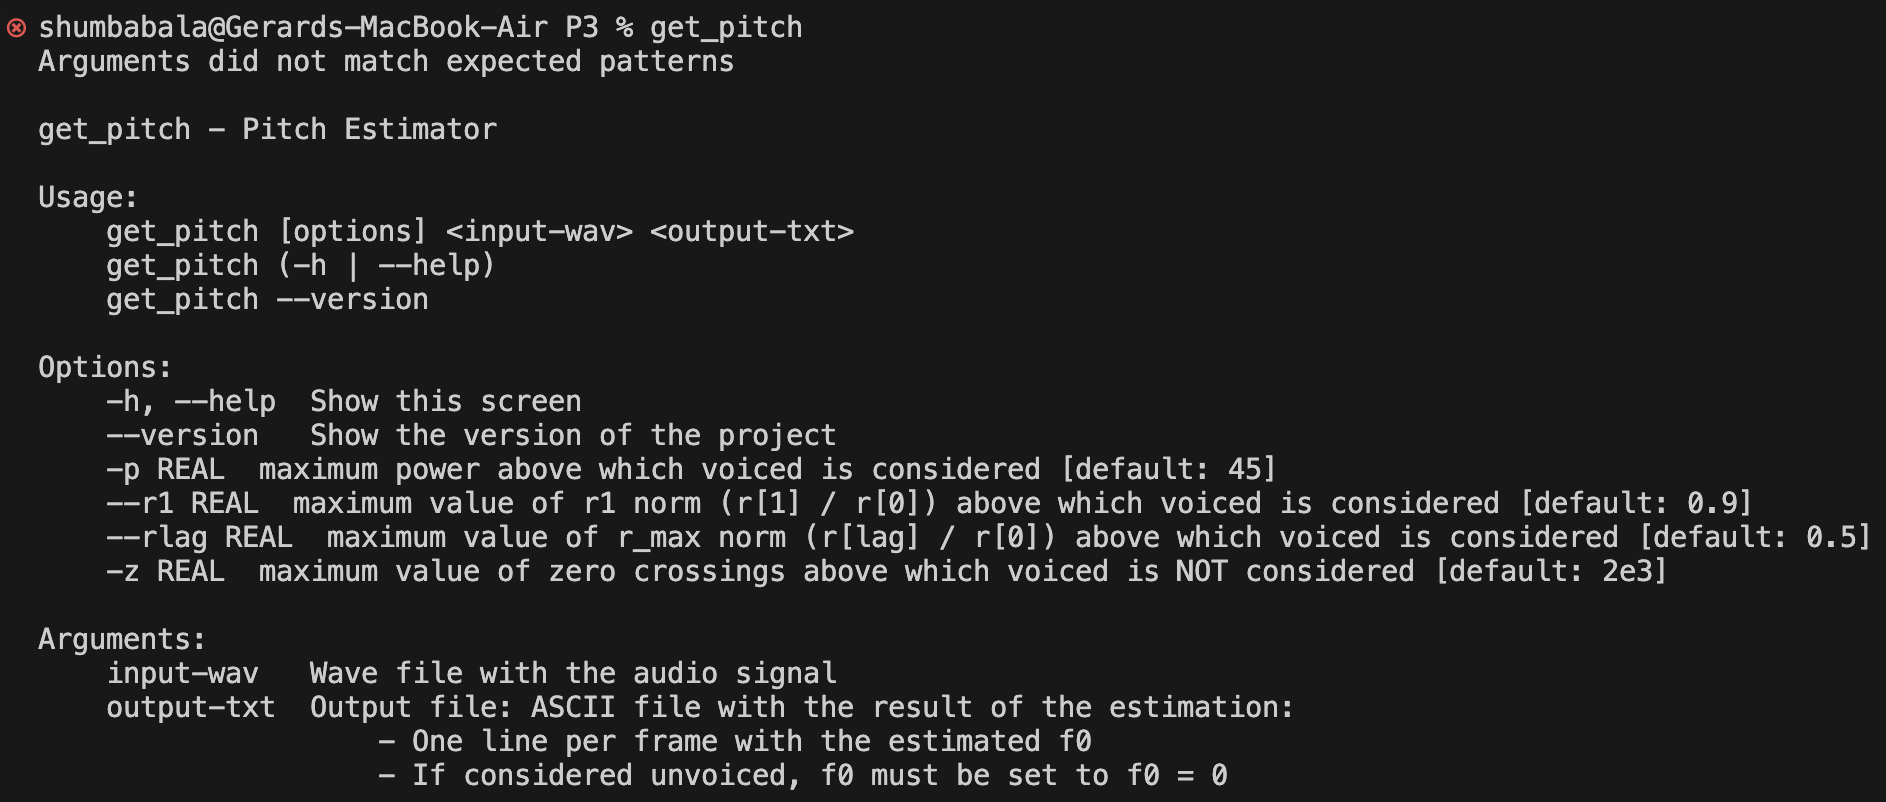 shumbabala@Gerards-MacBook-Air P3 % get_pitch
Arguments did not match expected patterns
get_pitch - Pitch Estimator
Usage:
get_pitch [options] <input-wav> <output-txt>
get_pitch (-h | --help)
get_pitch --version
Options:
-h, --help  Show this screen
--version   Show the version of the project
-p REAL  maximum power above which voiced is considered [default: 45]
--r1 REAL  maximum value of r1 norm (r[1] / r[0]) above which voiced is considered [default: 0.9]
--rlag REAL  maximum value of r_max norm (r[lag] / r[0]) above which voiced is considered [default: 0.5]
-z REAL  maximum value of zero crossings above which voiced is NOT considered [default: 2e3]
Arguments:
input-wav   Wave file with the audio signal
output-txt  Output file: ASCII file with the result of the estimation:
- One line per frame with the estimated f0
- If considered unvoiced, f0 must be set to f0 = 0